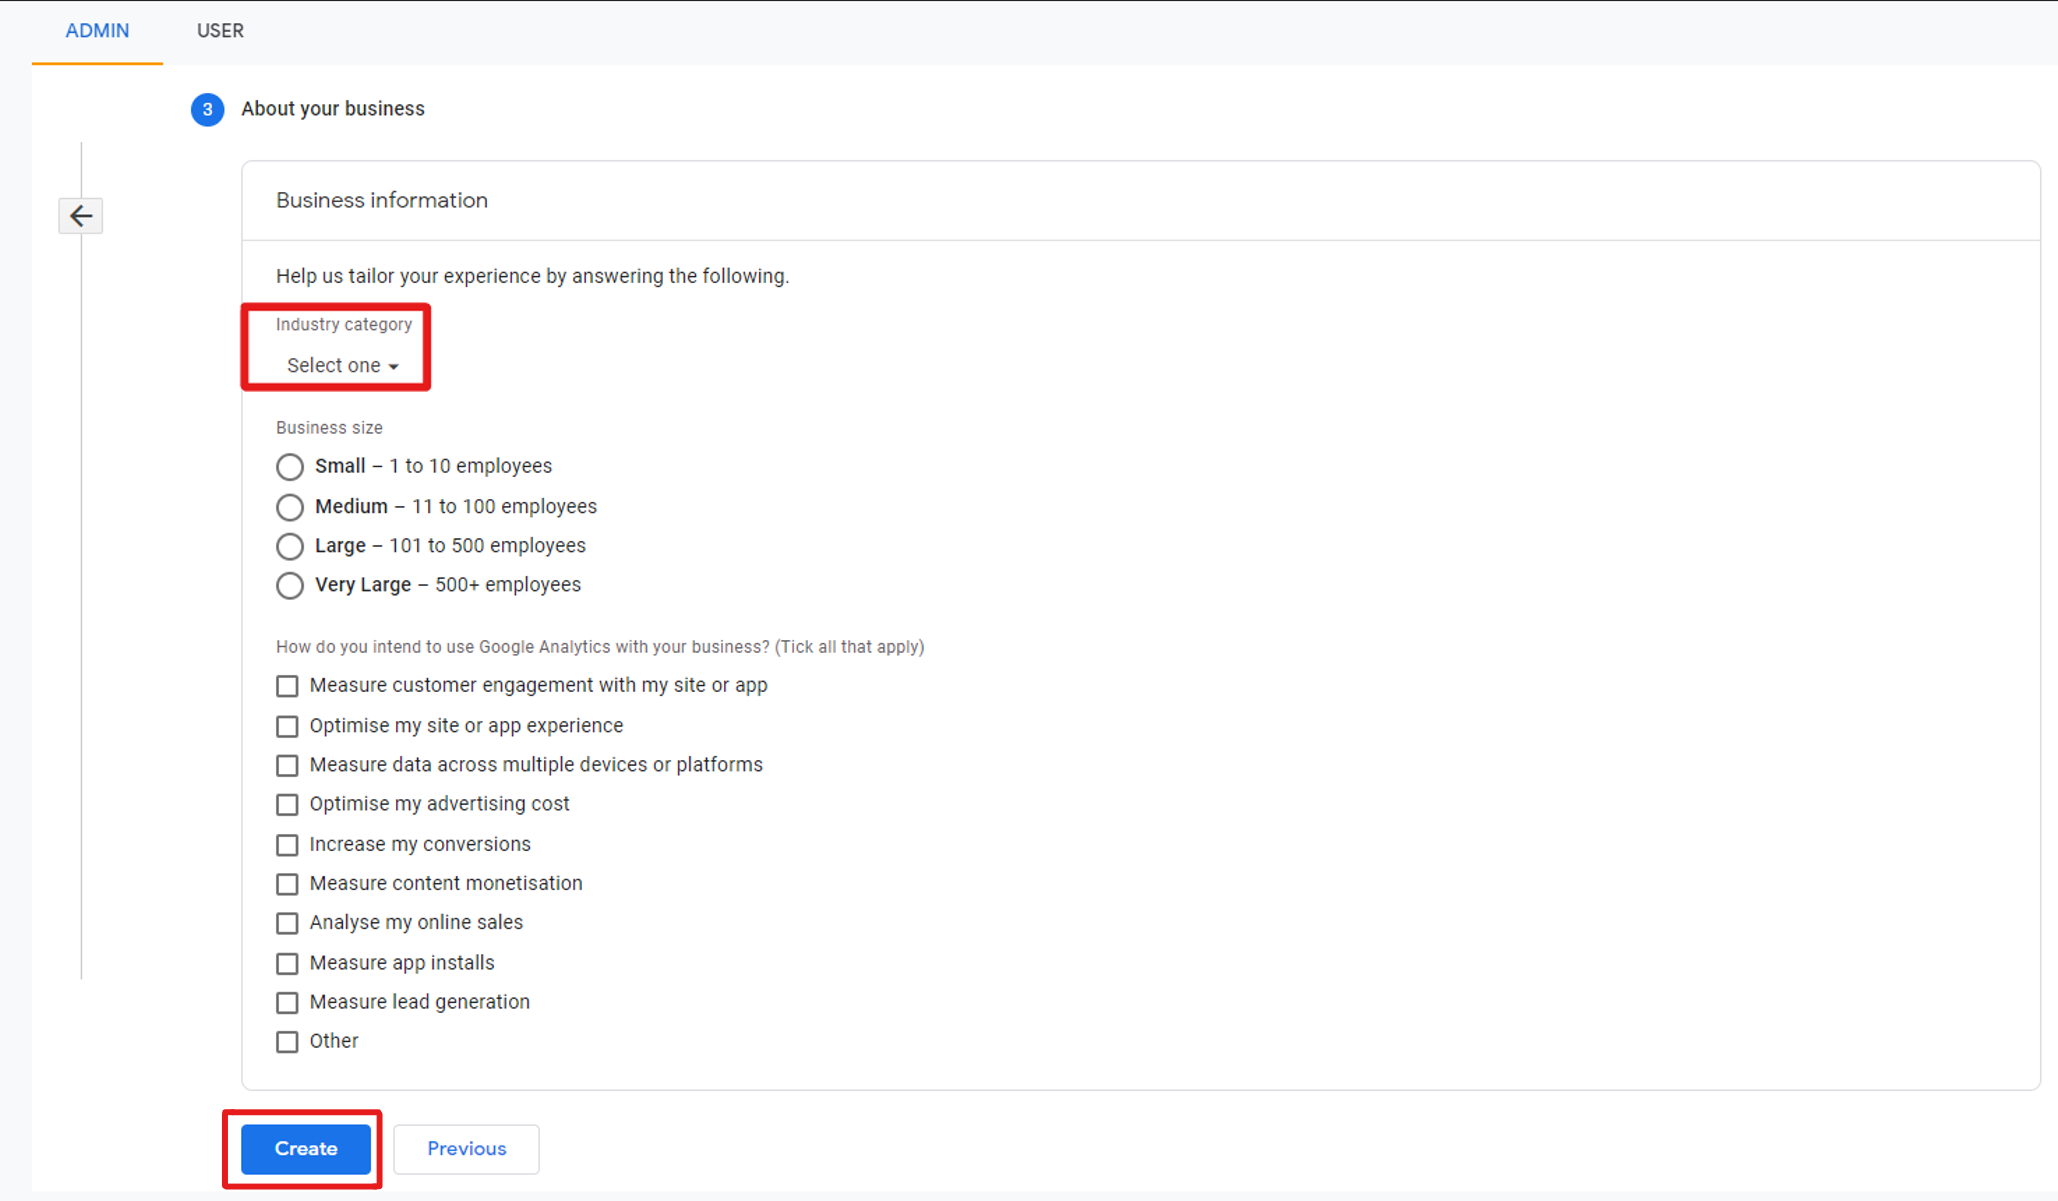 ADMIN USER
3 About your business
Business information
Help us tailor your experience by answering the following.
Industry category
Select one
Business size
Small – 1 to 10 employees
Medium – 11 to 100 employees
Large – 101 to 500 employees
Very Large – 500+ employees
How do you intend to use Google Analytics with your business? (Tick all that apply)
Measure customer engagement with my site or app
Optimise my site or app experience
Measure data across multiple devices or platforms
Optimise my advertising cost
Increase my conversions
Measure content monetisation
Analyse my online sales
Measure app installs
Measure lead generation
Other
Create Previous